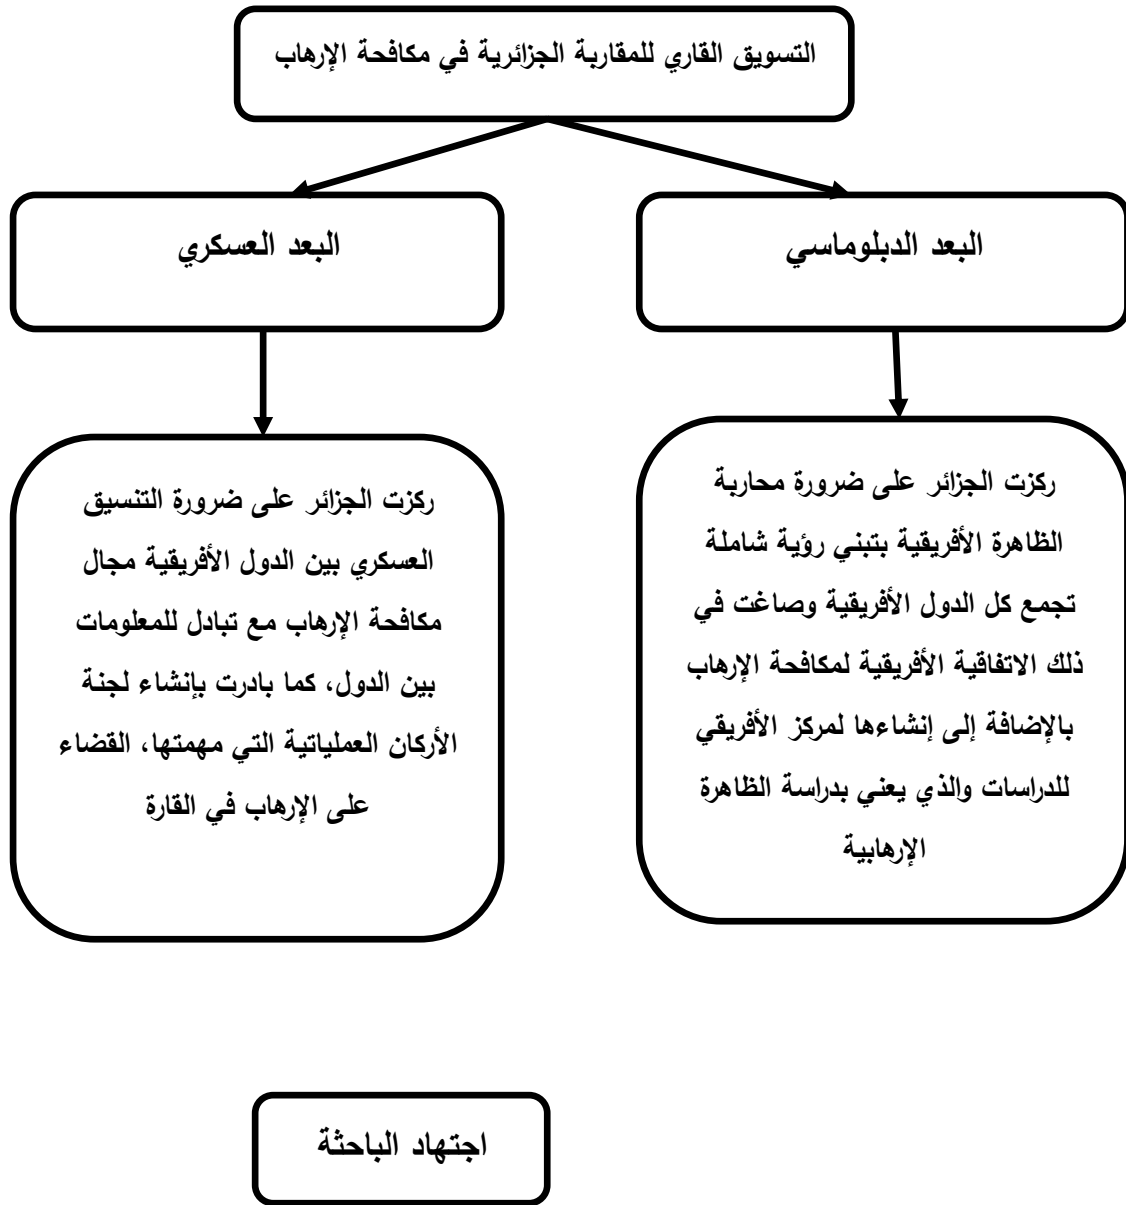 التسويق القاري للمقاربة الجزائرية في مكافحة الإرهاب
البعد الدبلوماسي
البعد العسكري
ركزت الجزائر على ضرورة محاربة
الظاهرة الأفريقية بتبني رؤية شاملة
تجمع كل الدول الأفريقية وصاغت في
ذلك الاتفاقية الأفريقية لمكافحة الإرهاب
بالإضافة إلى إنشاءها لمركز الأفريقي
للدراسات والذي يعني بدراسة الظاهرة
الإرهابية
ركزت الجزائر على ضرورة التنسيق
العسكري بين الدول الأفريقية مجال
مكافحة الإرهاب مع تبادل للمعلومات
بين الدول، كما بادرت بإنشاء لجنة
الأركان العملياتية التي مهمتها، القضاء
على الإرهاب في القارة
اجتهاد الباحثة